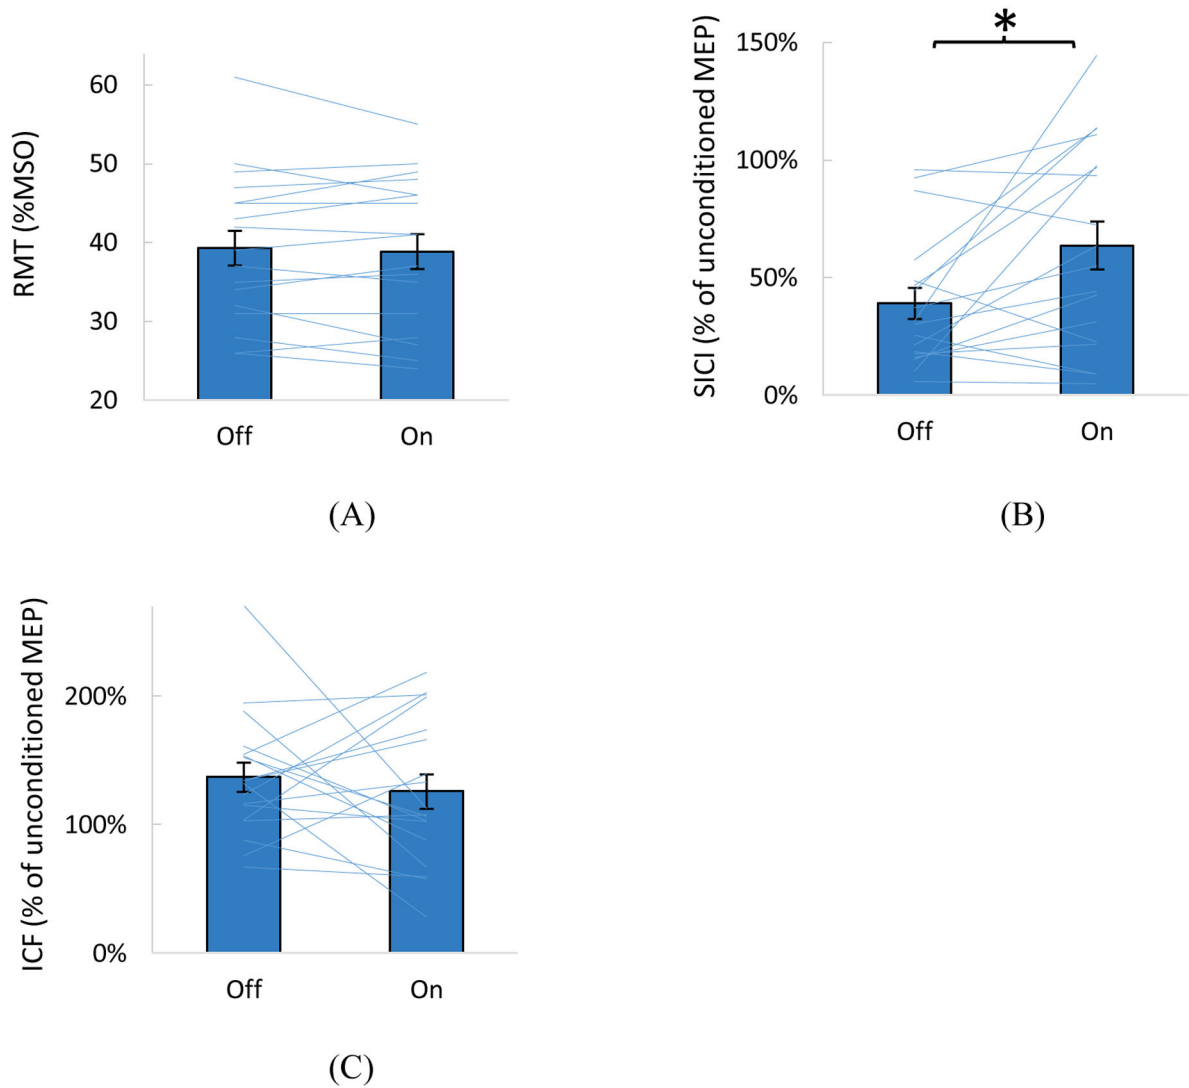 RMT (%MSO)
60
50
40
30
20
Off On
(A)
SICI (% of unconditioned MEP)
150%
100%
50%
0%
*
Off On
(B)
ICF (% of unconditioned MEP)
200%
100%
0%
Off On
(C)